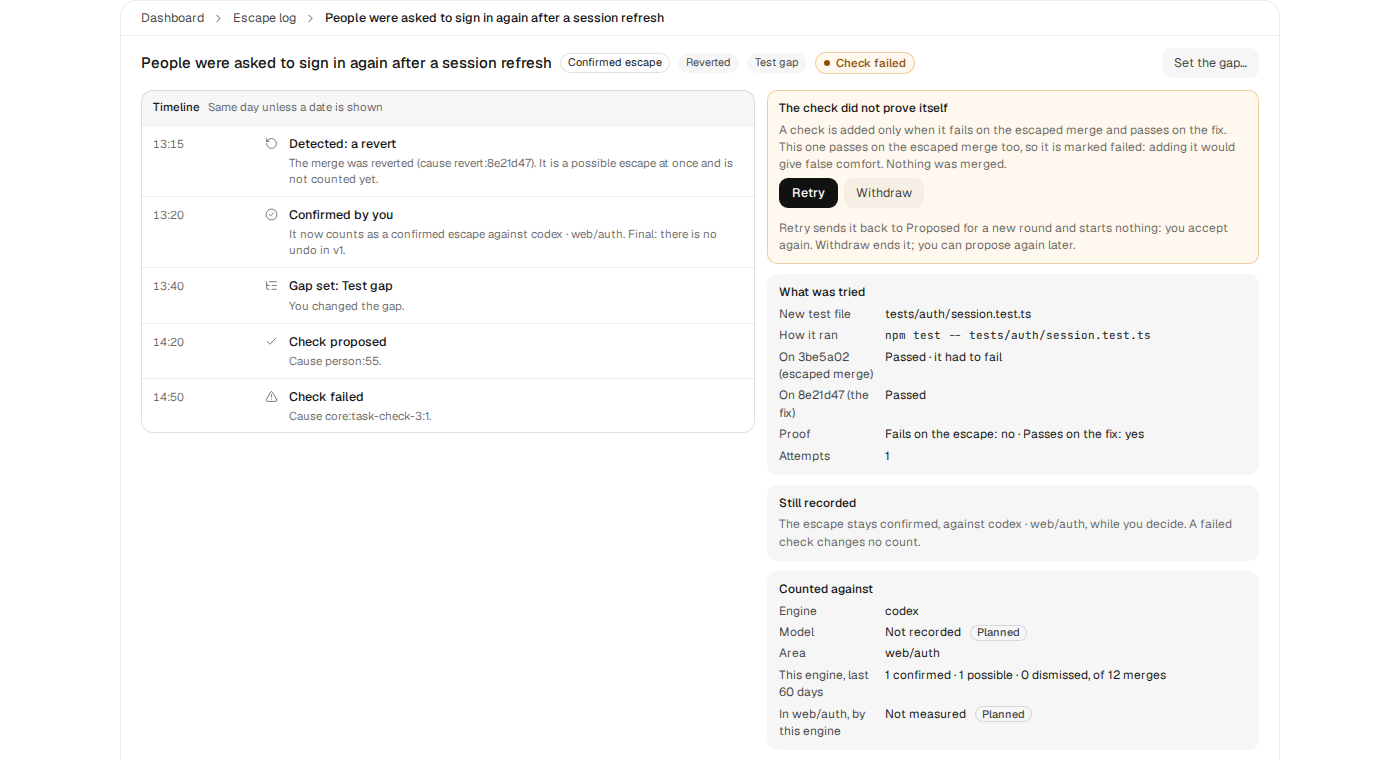 Dashboard > Escape log > People were asked to sign in again after a session refresh
People were asked to sign in again after a session refresh Confirmed escape Reverted Test gap Check failed Set the gap…
Timeline Same day unless a date is shown
13:15 Detected: a revert
The merge was reverted (cause revert:8e21d47). It is a possible escape at once and is
not counted yet.
13:20 Confirmed by you
It now counts as a confirmed escape against codex · web/auth. Final: there is no
undo in v1.
13:40 Gap set: Test gap
You changed the gap.
14:20 Check proposed
Cause person:55.
14:50 Check failed
Cause core:task-check-3:1.
The check did not prove itself
A check is added only when it fails on the escaped merge and passes on the fix.
This one passes on the escaped merge too, so it is marked failed: adding it would
give false comfort. Nothing was merged.
Retry Withdraw
Retry sends it back to Proposed for a new round and starts nothing: you accept
again. Withdraw ends it; you can propose again later.
What was tried
New test file tests/auth/session.test.ts
How it ran npm test -- tests/auth/session.test.ts
On 3be5a02 Passed · it had to fail
(escaped merge)
On 8e21d47 (the Passed
fix)
Proof Fails on the escape: no · Passes on the fix: yes
Attempts 1
Still recorded
The escape stays confirmed, against codex · web/auth, while you decide. A failed
check changes no count.
Counted against
Engine codex
Model Not recorded Planned
Area web/auth
This engine, last 1 confirmed · 1 possible · 0 dismissed, of 12 merges
60 days
In web/auth, by Not measured Planned
this engine